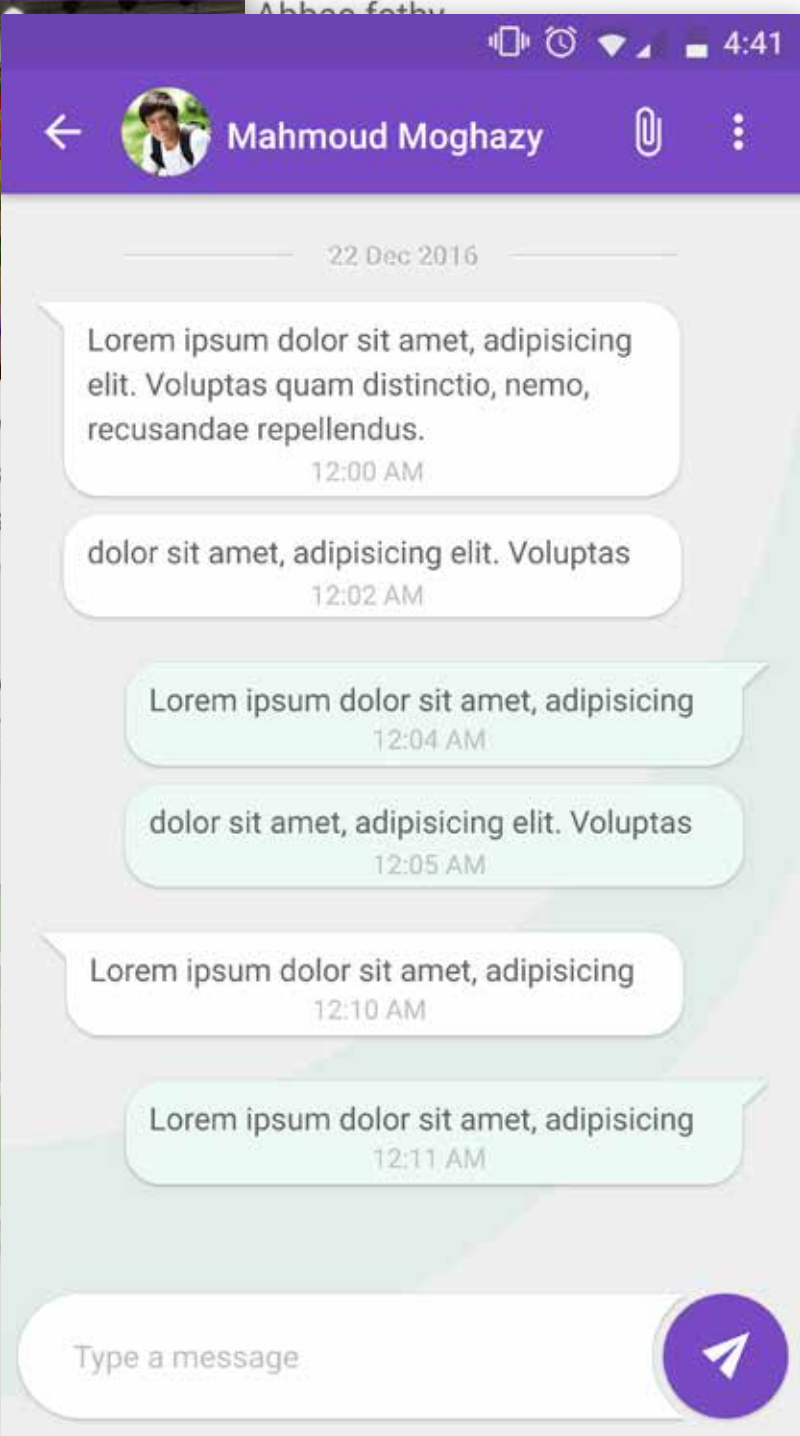 Abbas fathy
4:41
Mahmoud Moghazy
22 Dec 2016
Lorem ipsum dolor sit amet, adipisicing
elit. Voluptas quam distinctio, nemo,
recusandae repellendus.
12:00 AM
dolor sit amet, adipisicing elit. Voluptas
12:02 AM
Lorem ipsum dolor sit amet, adipisicing
12:04 AM
dolor sit amet, adipisicing elit. Voluptas
12:05 AM
Lorem ipsum dolor sit amet, adipisicing
12:10 AM
Lorem ipsum dolor sit amet, adipisicing
12:11 AM
Type a message